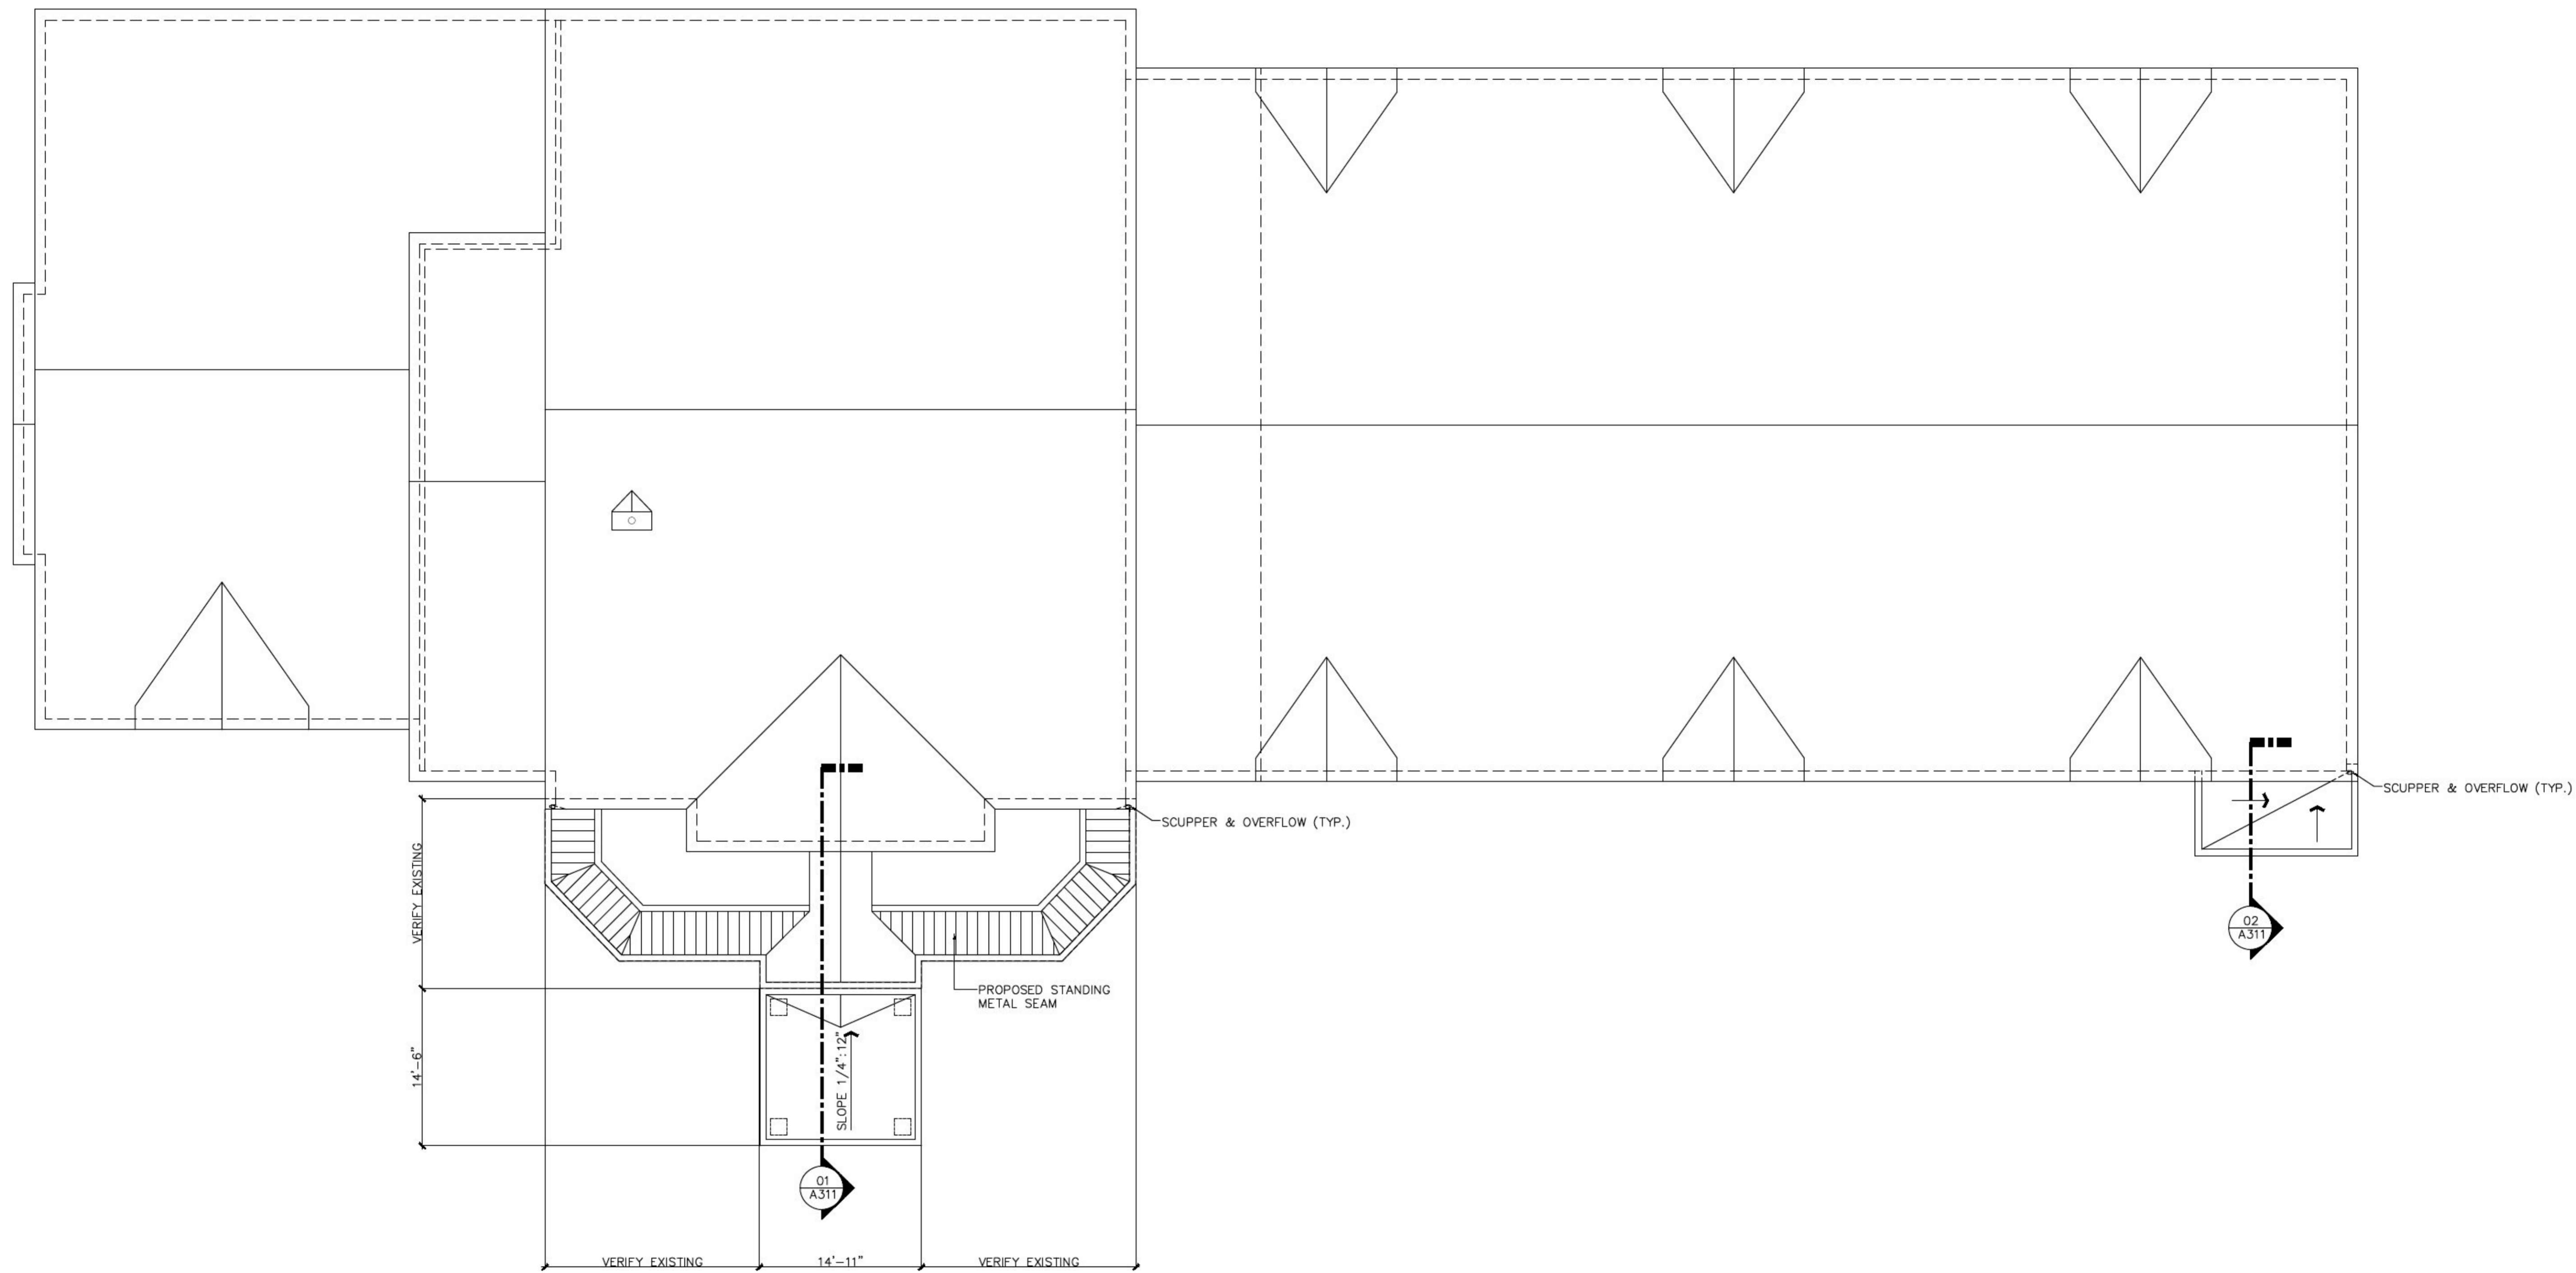 SCUPPER & OVERFLOW (TYP.)
SCUPPER & OVERFLOW (TYP.)
VERIFY EXISTING
02
A311
PROPOSED STANDING
METAL SEAM
14'-6"
SLOPE 1/4":12"
01
A311
VERIFY EXISTING
14'-11"
VERIFY EXISTING